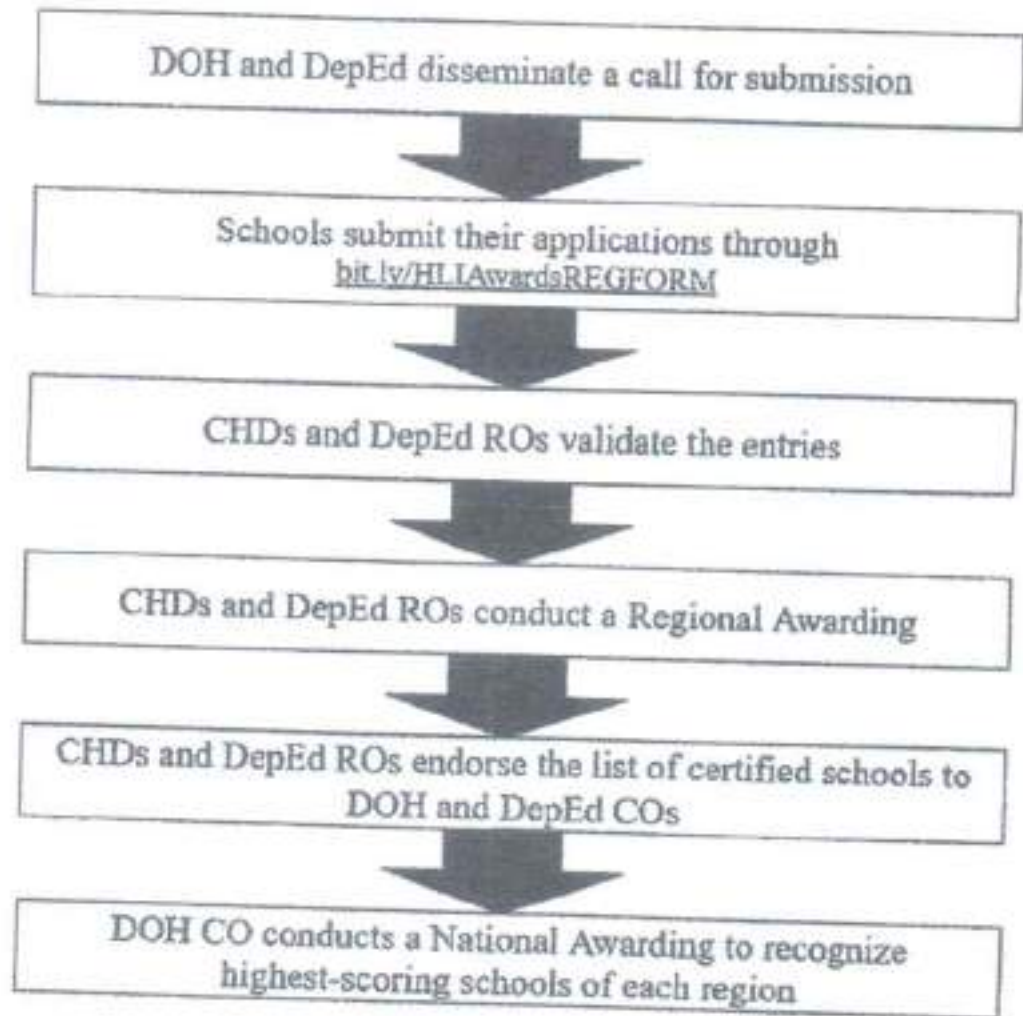 DOH and DepEd disseminate a call for submission
Schools submit their applications through
bit.ly/HLIAwardsREGFORM
CHDs and DepEd ROs validate the entries
CHDs and DepEd ROs conduct a Regional Awarding
CHDs and DepEd ROs endorse the list of certified schools to
DOH and DepEd COs
DOH CO conducts a National Awarding to recognize
highest-scoring schools of each region